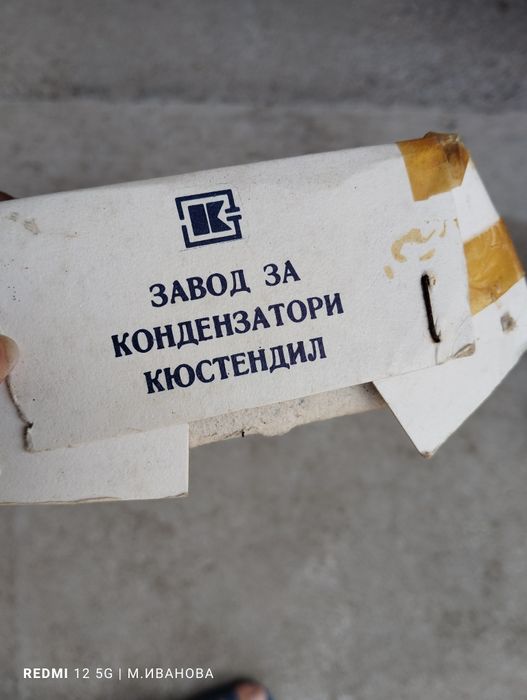 K
ЗАВОД ЗА
КОНДЕНЗАТОРИ
КЮСТЕНДИЛ
REDMI 12 5G | М.ИВАНОВА